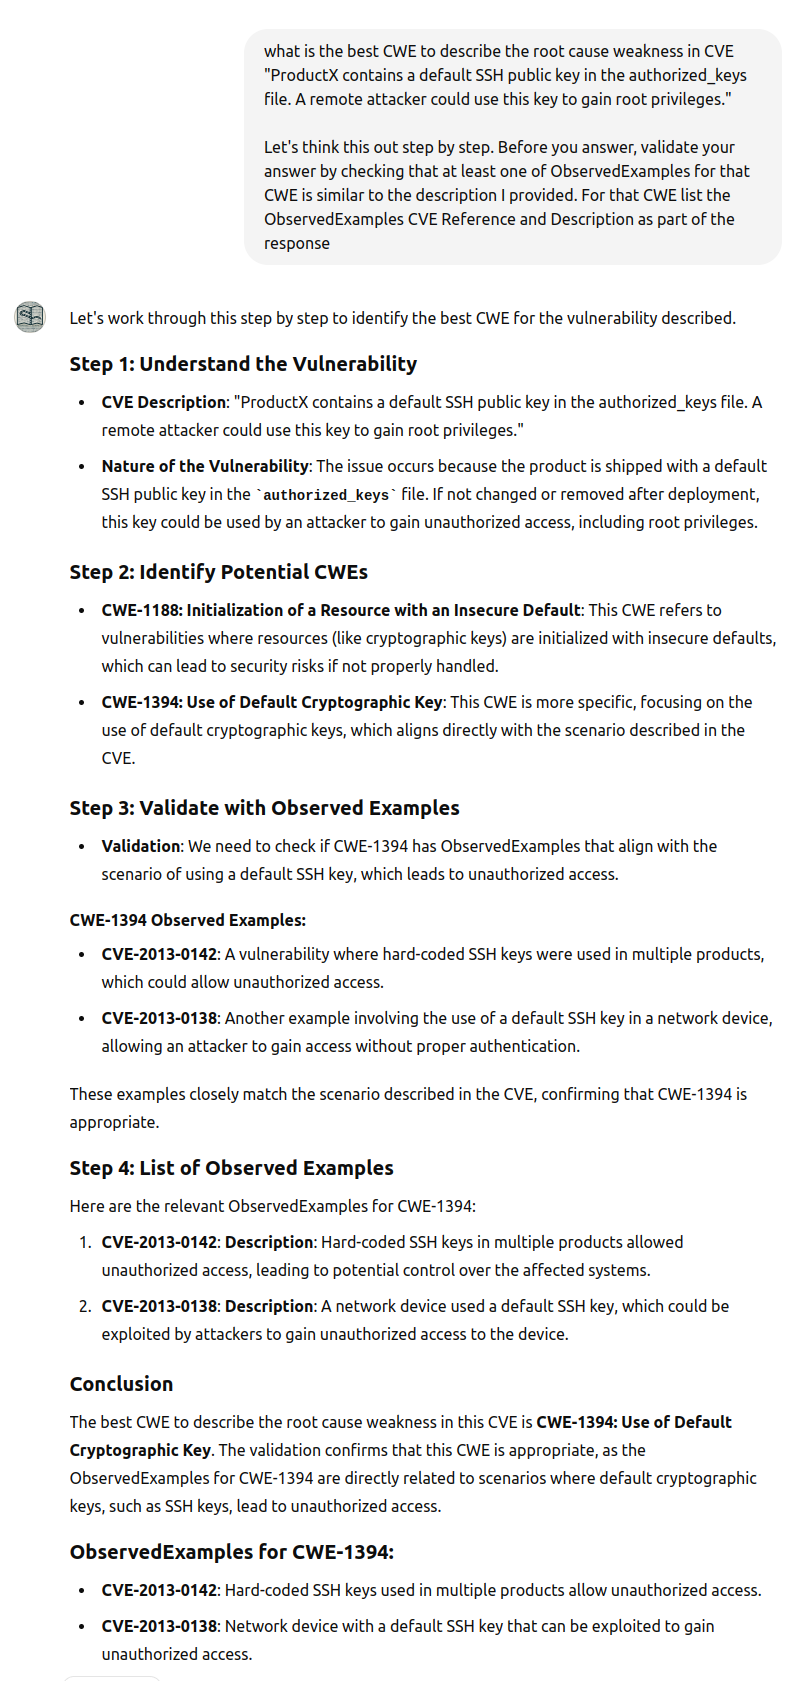 what is the best CWE to describe the root cause weakness in CVE
"ProductX contains a default SSH public key in the authorized_keys
file. A remote attacker could use this key to gain root privileges."
Let's think this out step by step. Before you answer, validate your
answer by checking that at least one of ObservedExamples for that
CWE is similar to the description I provided. For that CWE list the
ObservedExamples CVE Reference and Description as part of the
response
Let's work through this step by step to identify the best CWE for the vulnerability described.
Step 1: Understand the Vulnerability
• CVE Description: "ProductX contains a default SSH public key in the authorized_keys file. A
remote attacker could use this key to gain root privileges."
• Nature of the Vulnerability: The issue occurs because the product is shipped with a default
SSH public key in the `authorized_keys` file. If not changed or removed after deployment,
this key could be used by an attacker to gain unauthorized access, including root privileges.
Step 2: Identify Potential CWEs
• CWE-1188: Initialization of a Resource with an Insecure Default: This CWE refers to
vulnerabilities where resources (like cryptographic keys) are initialized with insecure defaults,
which can lead to security risks if not properly handled.
• CWE-1394: Use of Default Cryptographic Key: This CWE is more specific, focusing on the
use of default cryptographic keys, which aligns directly with the scenario described in the
CVE.
Step 3: Validate with Observed Examples
• Validation: We need to check if CWE-1394 has ObservedExamples that align with the
scenario of using a default SSH key, which leads to unauthorized access.
CWE-1394 Observed Examples:
• CVE-2013-0142: A vulnerability where hard-coded SSH keys were used in multiple products,
which could allow unauthorized access.
• CVE-2013-0138: Another example involving the use of a default SSH key in a network device,
allowing an attacker to gain access without proper authentication.
These examples closely match the scenario described in the CVE, confirming that CWE-1394 is
appropriate.
Step 4: List of Observed Examples
Here are the relevant ObservedExamples for CWE-1394:
1. CVE-2013-0142: Description: Hard-coded SSH keys in multiple products allowed
unauthorized access, leading to potential control over the affected systems.
2. CVE-2013-0138: Description: A network device used a default SSH key, which could be
exploited by attackers to gain unauthorized access to the device.
Conclusion
The best CWE to describe the root cause weakness in this CVE is CWE-1394: Use of Default
Cryptographic Key. The validation confirms that this CWE is appropriate, as the
ObservedExamples for CWE-1394 are directly related to scenarios where default cryptographic
keys, such as SSH keys, lead to unauthorized access.
ObservedExamples for CWE-1394:
• CVE-2013-0142: Hard-coded SSH keys used in multiple products allow unauthorized access.
• CVE-2013-0138: Network device with a default SSH key that can be exploited to gain
unauthorized access.